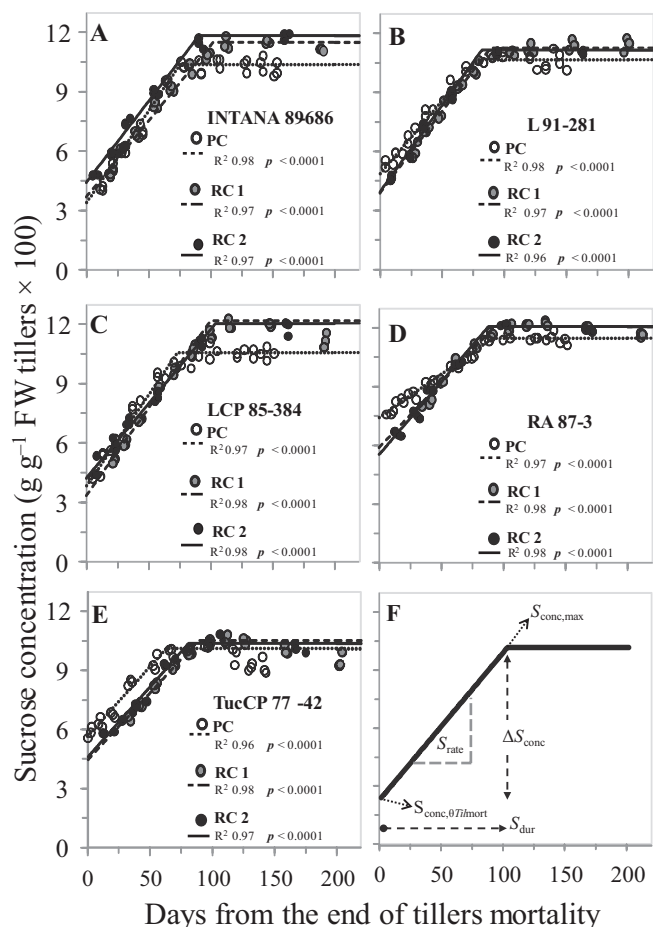 Sucrose concentration (g g⁻¹ FW tillers × 100)
A
12
9
6
3
0
INTANA 89686
PC
R² 0.98 p < 0.0001
RC 1
R² 0.97 p < 0.0001
RC 2
R² 0.97 p < 0.0001
B
L 91-281
PC
R² 0.98 p < 0.0001
RC 1
R² 0.97 p < 0.0001
RC 2
R² 0.96 p < 0.0001
C
12
9
6
3
0
LCP 85-384
PC
R² 0.97 p < 0.0001
RC 1
R² 0.98 p < 0.0001
RC 2
R² 0.98 p < 0.0001
D
RA 87-3
PC
R² 0.97 p < 0.0001
RC 1
R² 0.98 p < 0.0001
RC 2
R² 0.98 p < 0.0001
E
12
9
6
3
0
TucCP 77 -42
PC
R² 0.96 p < 0.0001
RC 1
R² 0.98 p < 0.0001
RC 2
R² 0.97 p < 0.0001
0 50 100 150 200
F
Sconc,max
Srate
ΔSconc
Sconc,θTil mort
Sdur
0 50 100 150 200
Days from the end of tillers mortality